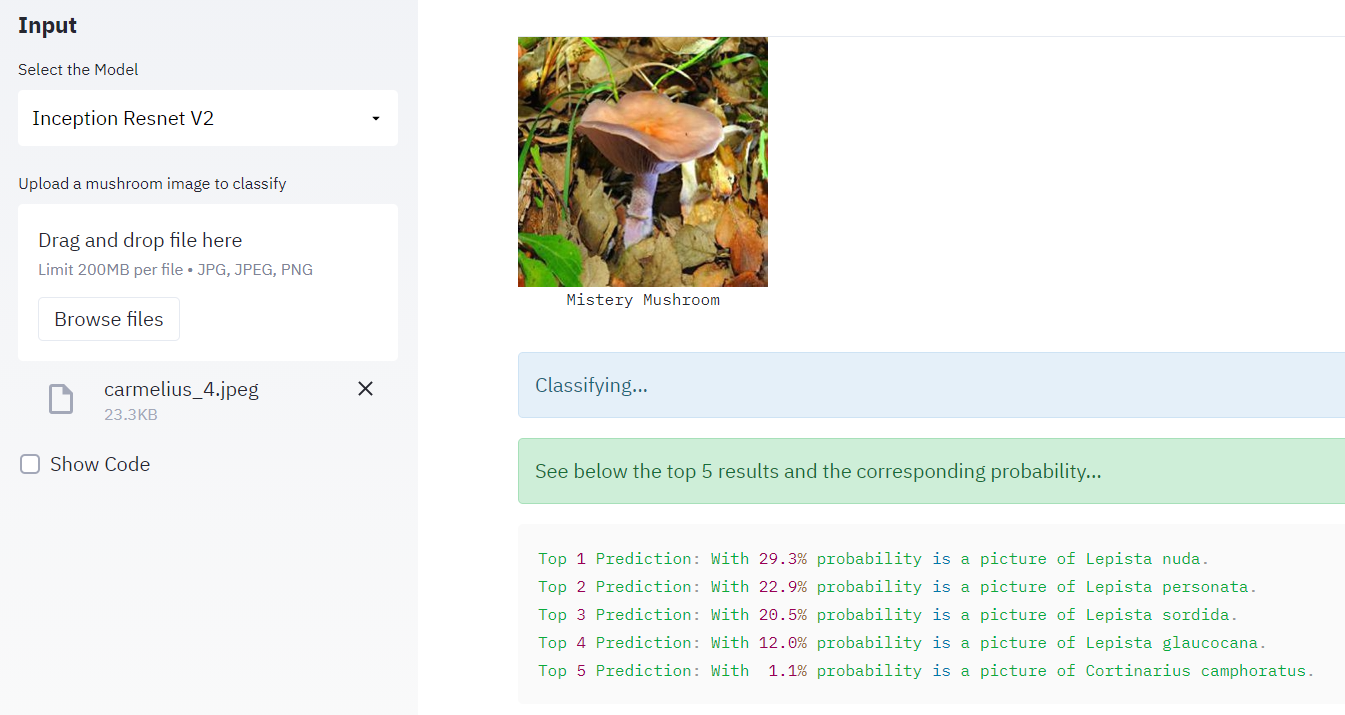 Input
Select the Model
Inception Resnet V2
Upload a mushroom image to classify
Drag and drop file here
Limit 200MB per file • JPG, JPEG, PNG
Browse files
carmelius_4.jpeg
23.3KB
Show Code
Mistery Mushroom
Classifying...
See below the top 5 results and the corresponding probability...
Top 1 Prediction: With 29.3% probability is a picture of Lepista nuda.
Top 2 Prediction: With 22.9% probability is a picture of Lepista personata.
Top 3 Prediction: With 20.5% probability is a picture of Lepista sordida.
Top 4 Prediction: With 12.0% probability is a picture of Lepista glaucocana.
Top 5 Prediction: With  1.1% probability is a picture of Cortinarius camphoratus.